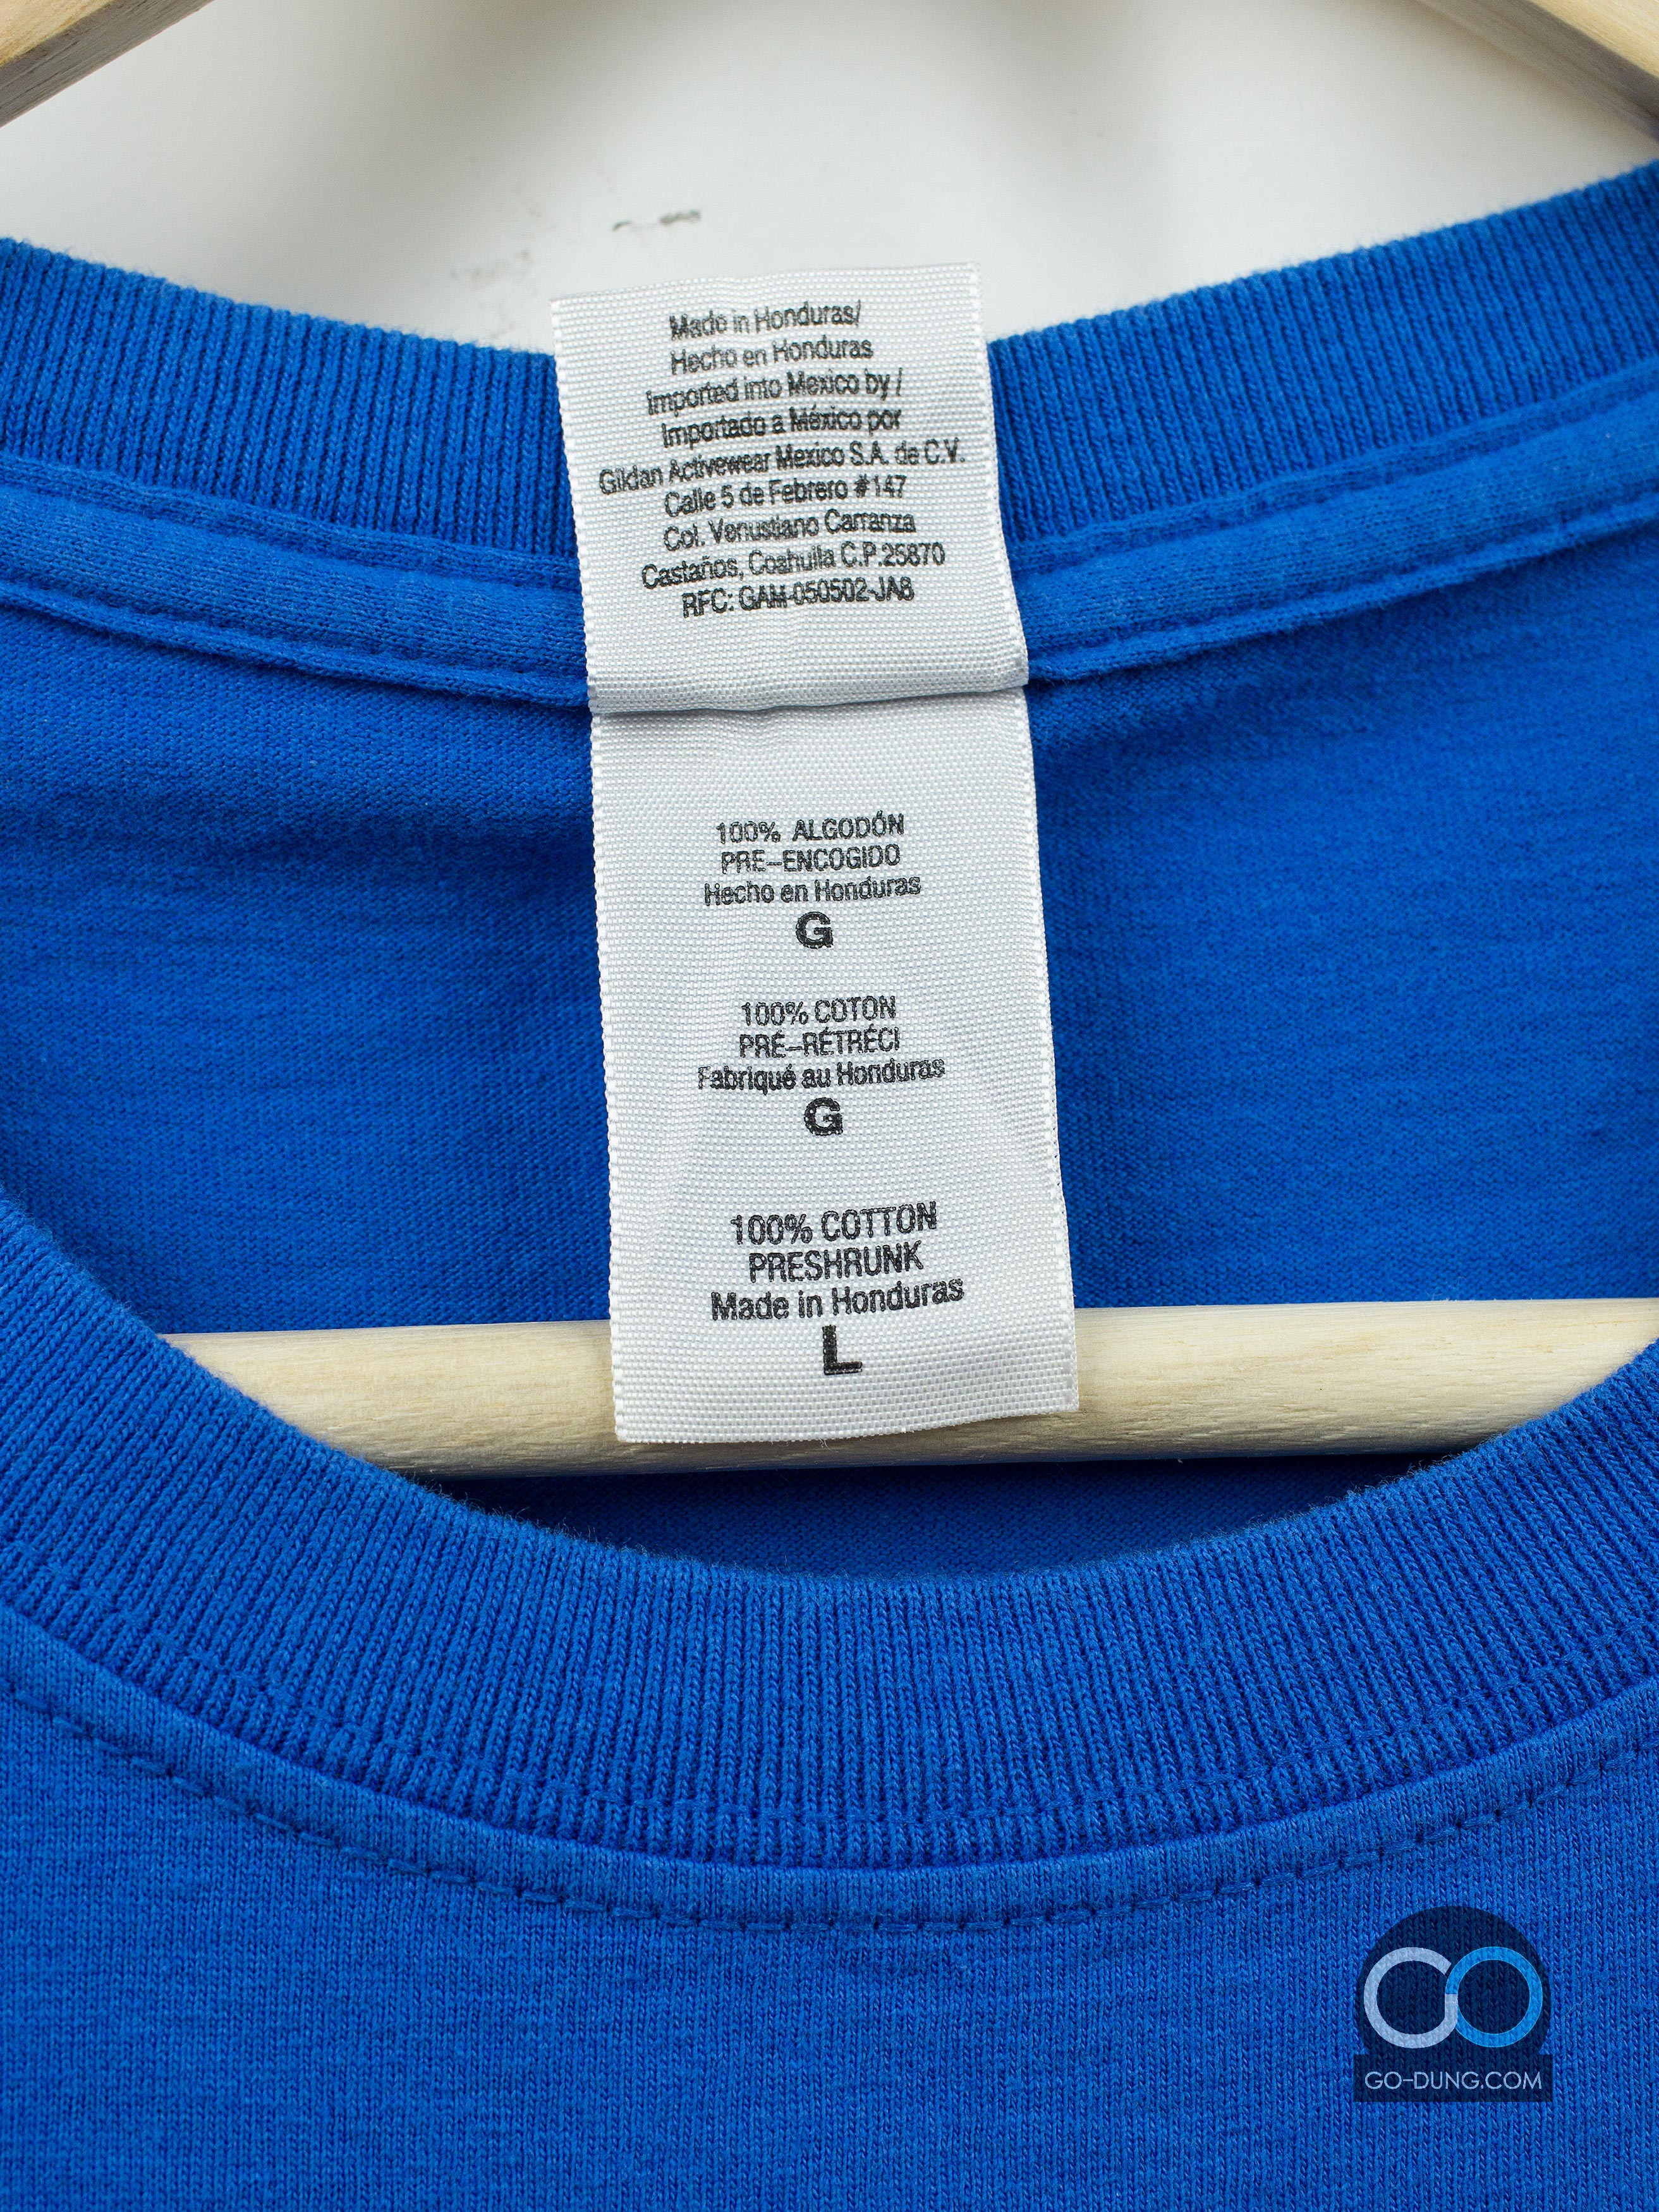 Made in Honduras/
Hecho en Honduras
Imported into Mexico by /
Importado a México por
Gildan Activewear Mexico S.A. de C.V.
Calle 5 de Febrero #147
Col. Venustiano Carranza
Castaños, Coahuila C.P.25870
RFC: GAM-050502-JA8
100% ALGODÓN
PRE-ENCOGIDO
Hecho en Honduras
G
100% COTON
PRÉ-RÉTRÉCI
Fabriqué au Honduras
G
100% COTTON
PRESHRUNK
Made in Honduras
L
GO
GO-DUNG.COM